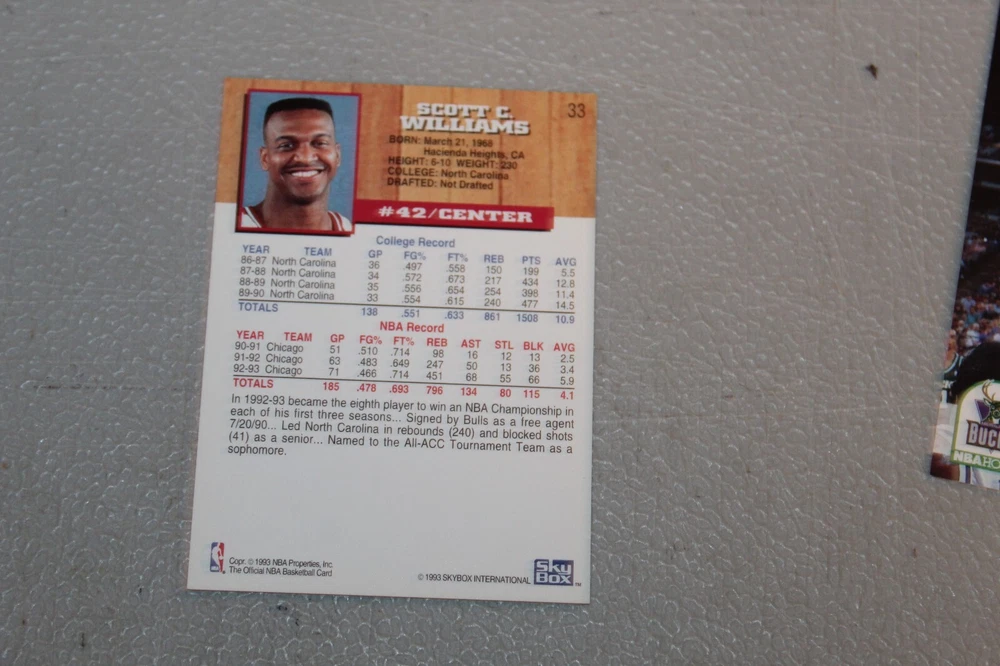 SCOTT C.
WILLIAMS
33
BORN: March 21, 1968
Hacienda Heights, CA
HEIGHT: 6-10 WEIGHT: 230
COLLEGE: North Carolina
DRAFTED: Not Drafted
#42/CENTER
College Record
YEAR TEAM GP FG% FT% REB PTS AVG
86-87 North Carolina 36 .497 .558 150 199 5.5
87-88 North Carolina 34 .572 .673 217 434 12.8
88-89 North Carolina 35 .556 .654 254 398 11.4
89-90 North Carolina 33 .554 .615 240 477 14.5
TOTALS 138 .551 .633 861 1508 10.9
NBA Record
YEAR TEAM GP FG% FT% REB AST STL BLK AVG
90-91 Chicago 51 .510 .714 98 16 12 13 2.5
91-92 Chicago 63 .483 .649 247 50 13 36 3.4
92-93 Chicago 71 .466 .714 451 68 55 66 5.9
TOTALS 185 .478 .693 796 134 80 115 4.1
In 1992-93 became the eighth player to win an NBA Championship in
each of his first three seasons... Signed by Bulls as a free agent
7/20/90... Led North Carolina in rebounds (240) and blocked shots
(41) as a senior... Named to the All-ACC Tournament Team as a
sophomore.
Copr. © 1993 NBA Properties, Inc.
The Official NBA Basketball Card
© 1993 SKYBOX INTERNATIONAL
SkyBox™